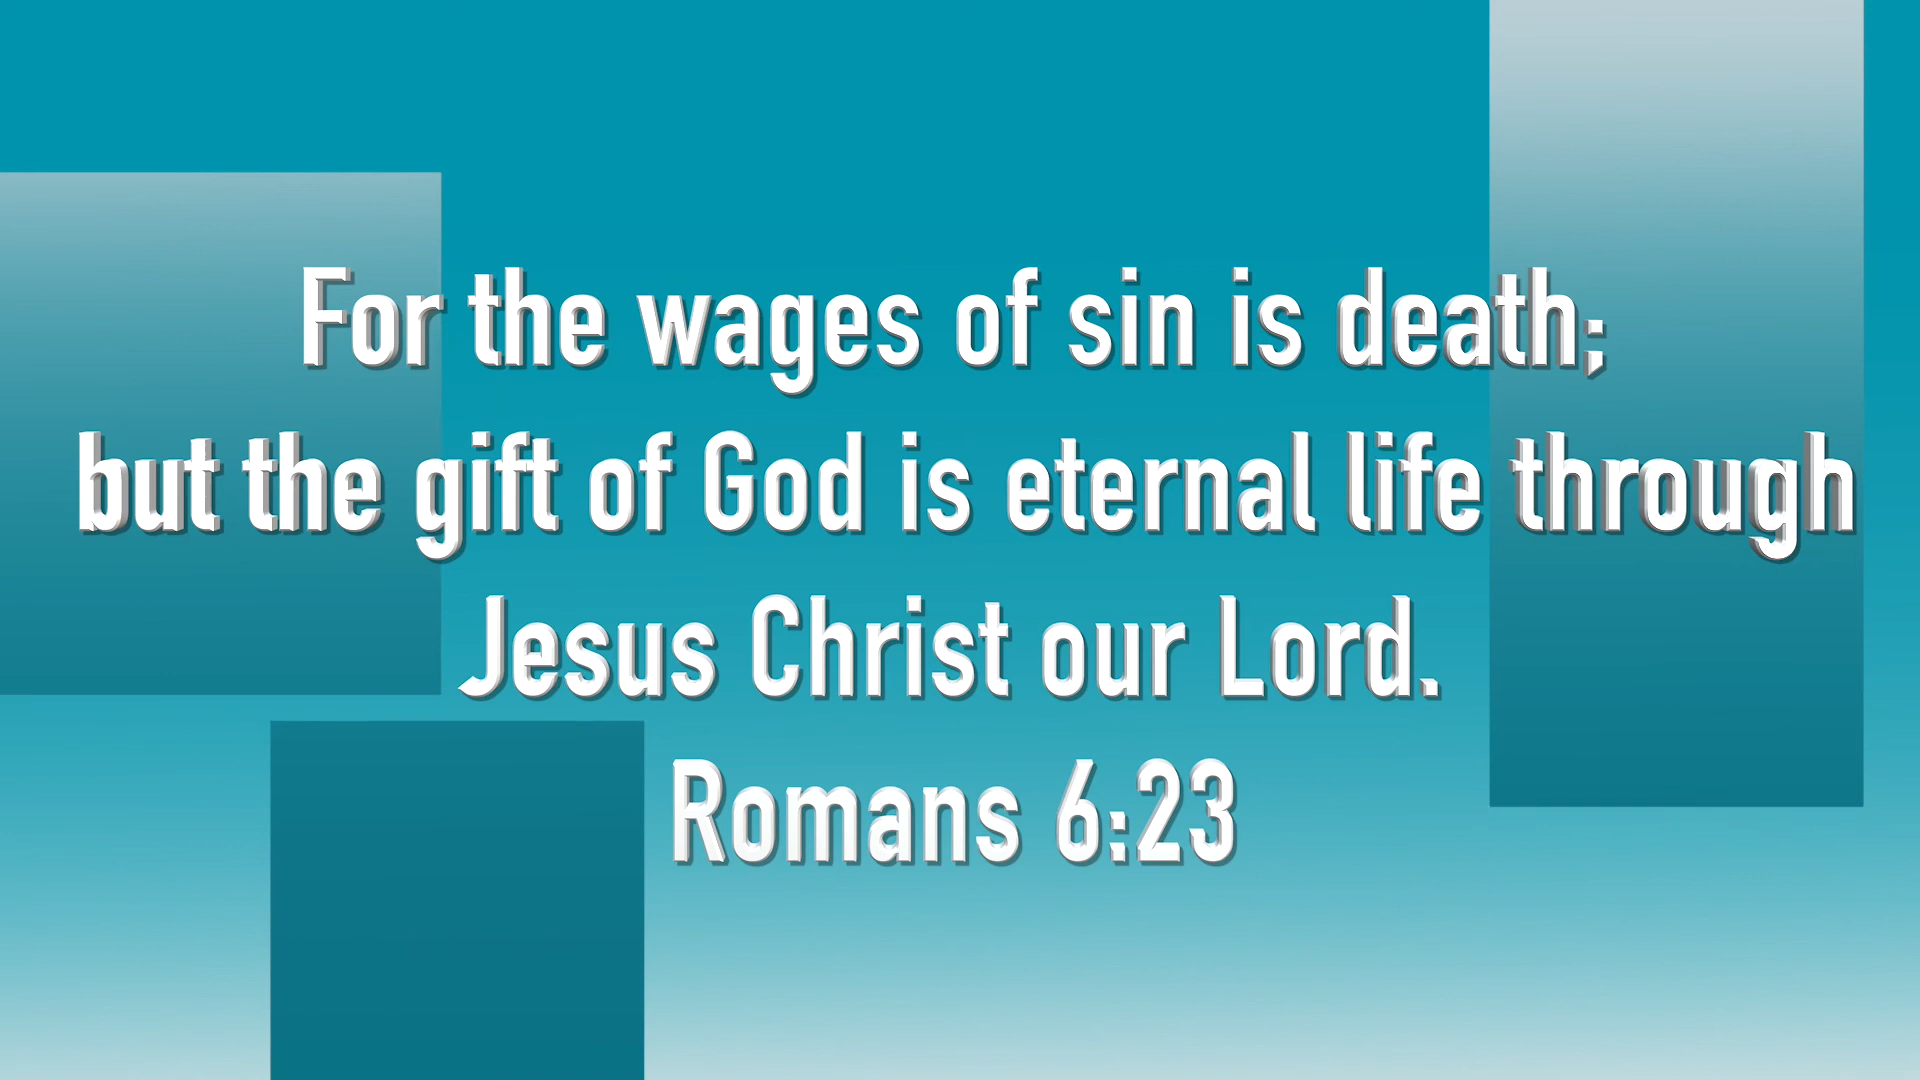 For the wages of sin is death;
but the gift of God is eternal life through
Jesus Christ our Lord.
Romans 6:23